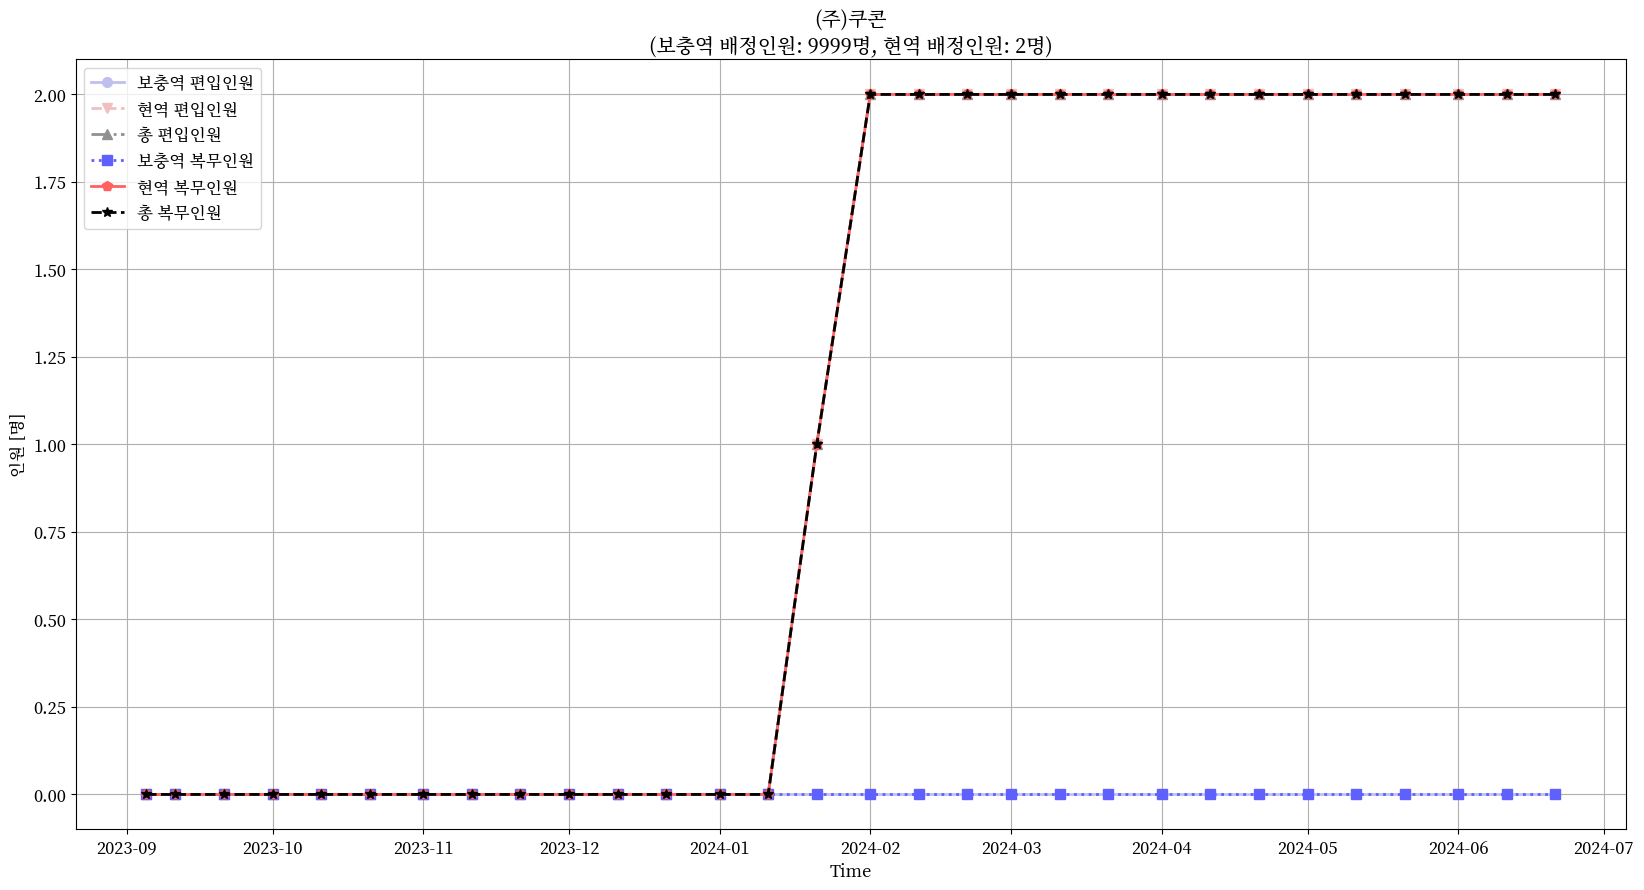 (주)쿠콘
(보충역 배정인원: 9999명, 현역 배정인원: 2명)
보충역 편입인원
현역 편입인원
총 편입인원
보충역 복무인원
현역 복무인원
총 복무인원
2.00
1.75
1.50
1.25
1.00
0.75
0.50
0.25
0.00
인원 [명]
2023-09 2023-10 2023-11 2023-12 2024-01 2024-02 2024-03 2024-04 2024-05 2024-06 2024-07
Time